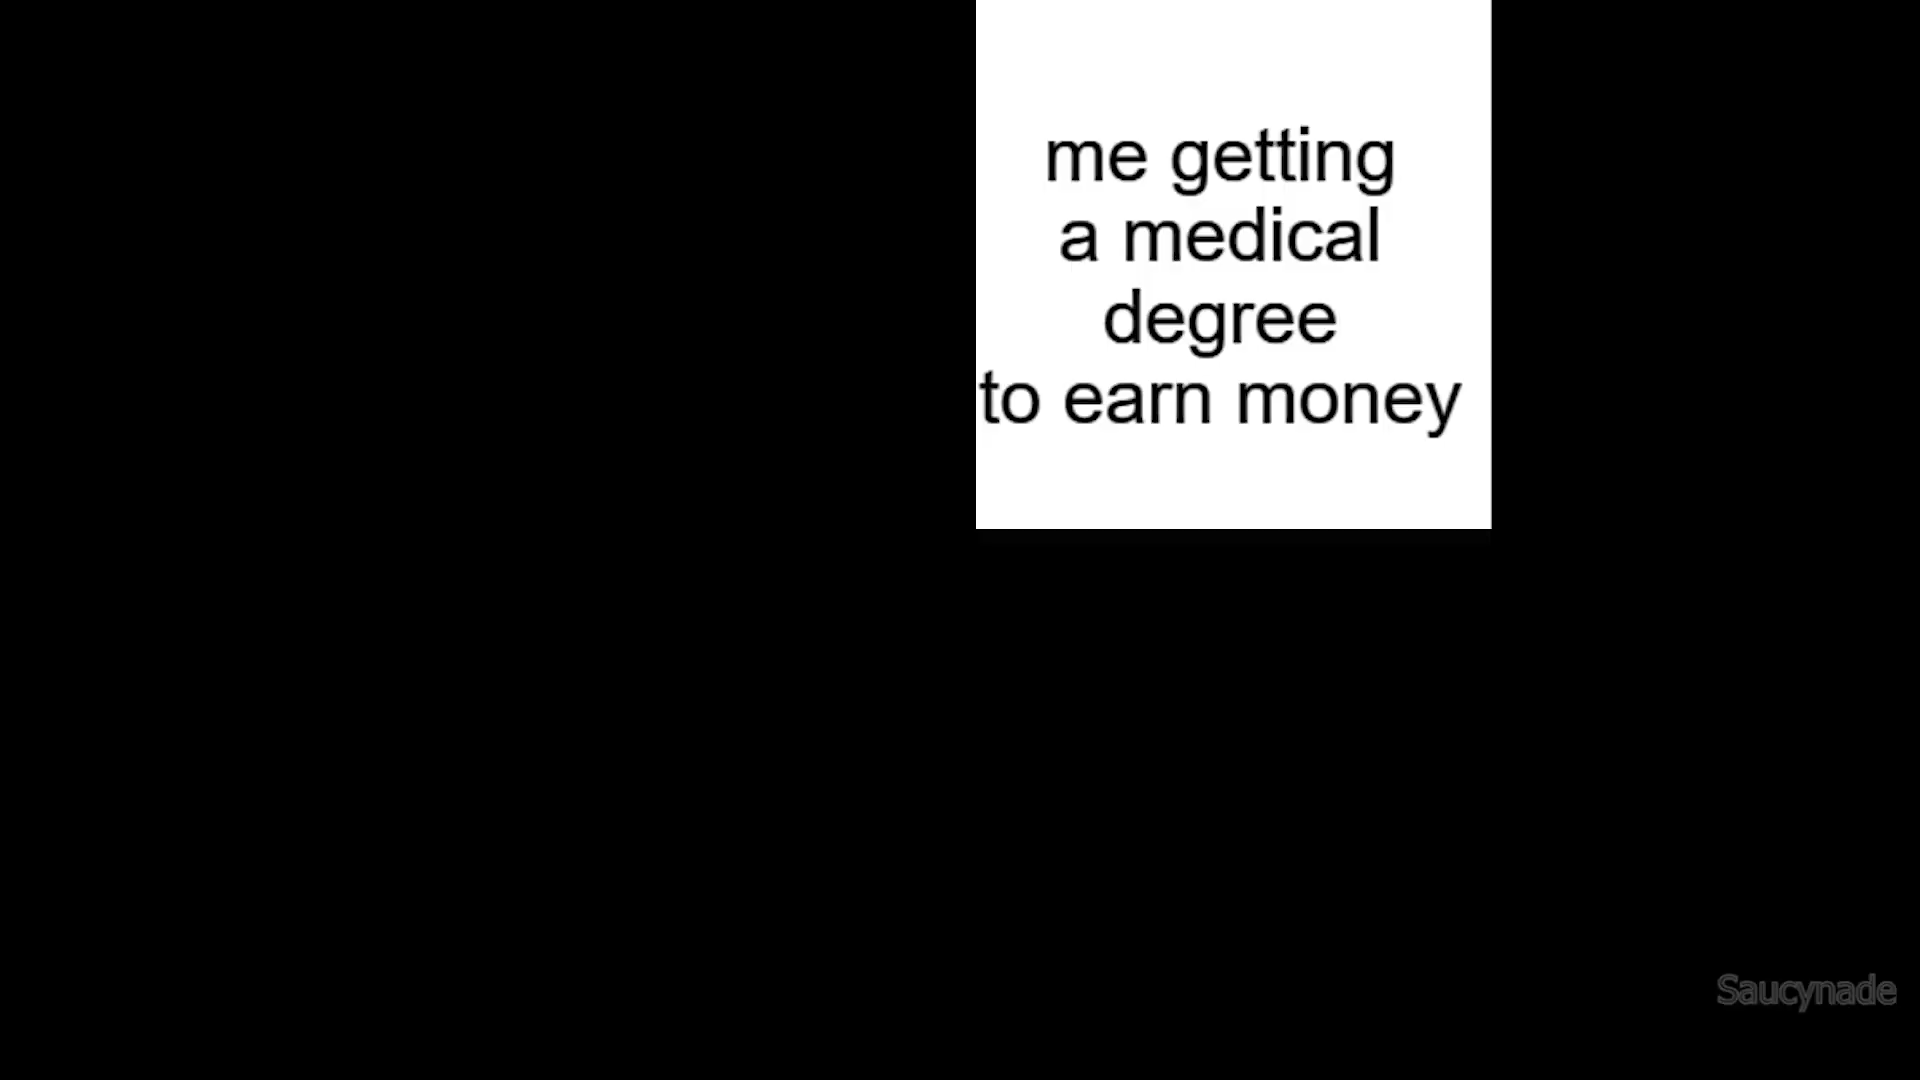 me getting
a medical
degree
to earn money
Saucynade